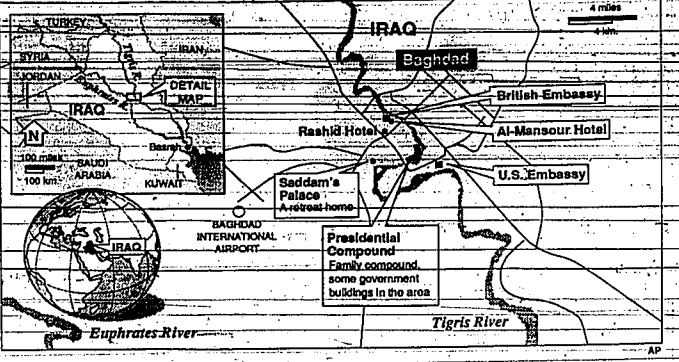 TURKEY
SYRIA
IRAN
Tigris R.
JORDAN
Euphrates R.
DETAIL
MAP
IRAQ
N
Basrah
100 miles
100 km.
SAUDI
ARABIA
KUWAIT
IRAQ
4 miles
4 km.
Baghdad
British Embassy
Rashid Hotel
Al-Mansour Hotel
U.S. Embassy
Saddam's
Palace
A retreat home
BAGHDAD
INTERNATIONAL
AIRPORT
Presidential
Compound
Family compound,
some government
buildings in the area
IRAQ
Euphrates River
Tigris River
AP